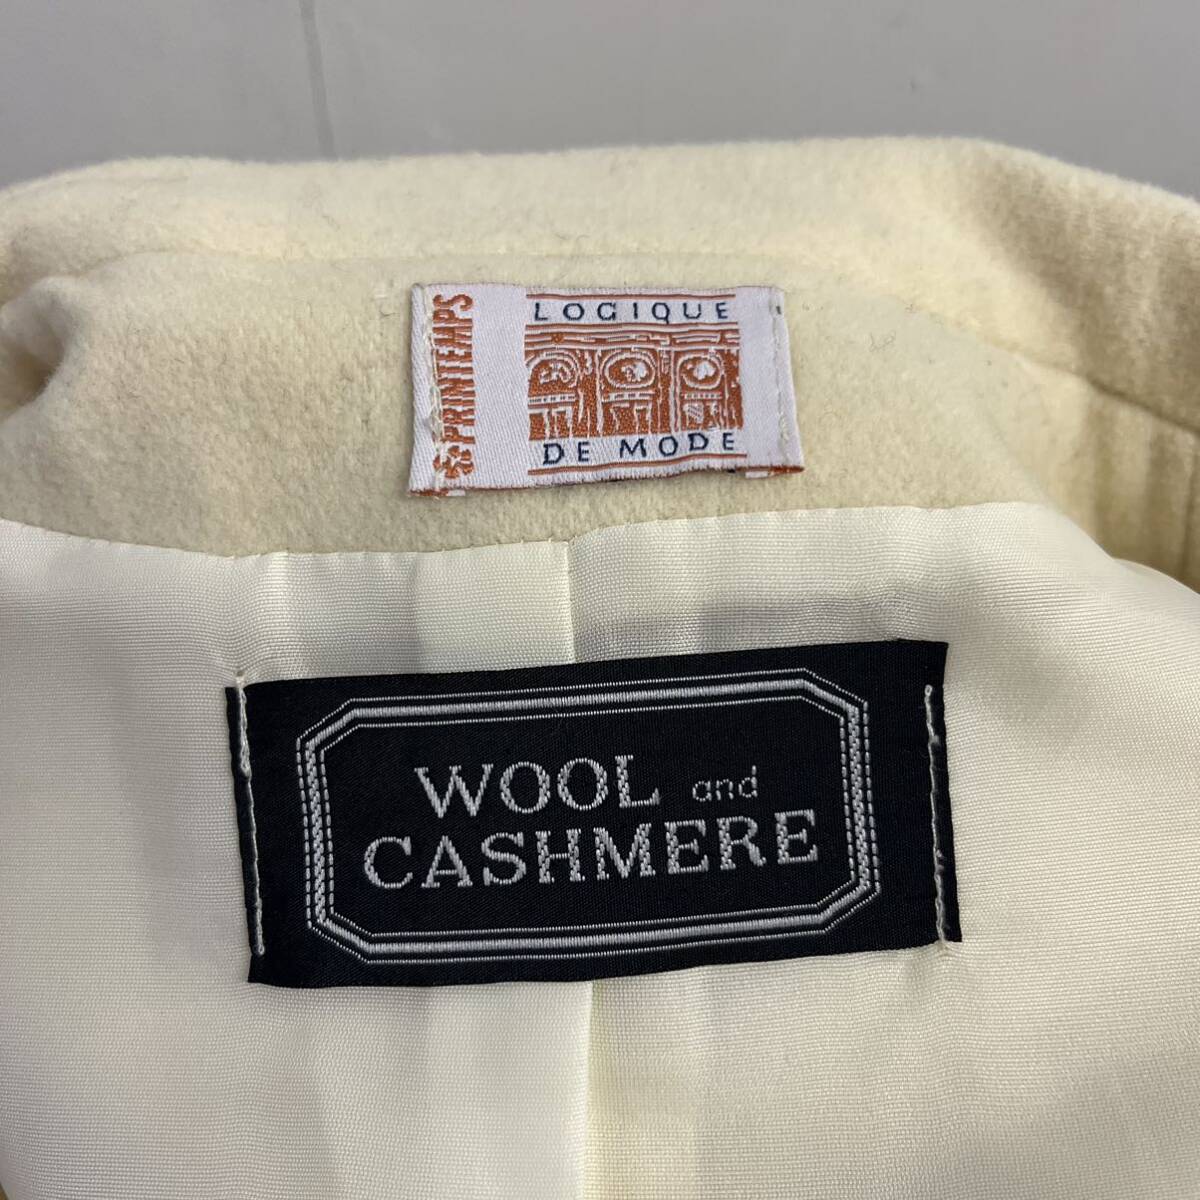 PRINTEMPS
LOGIQUE
DE MODE
WOOL and
CASHMERE